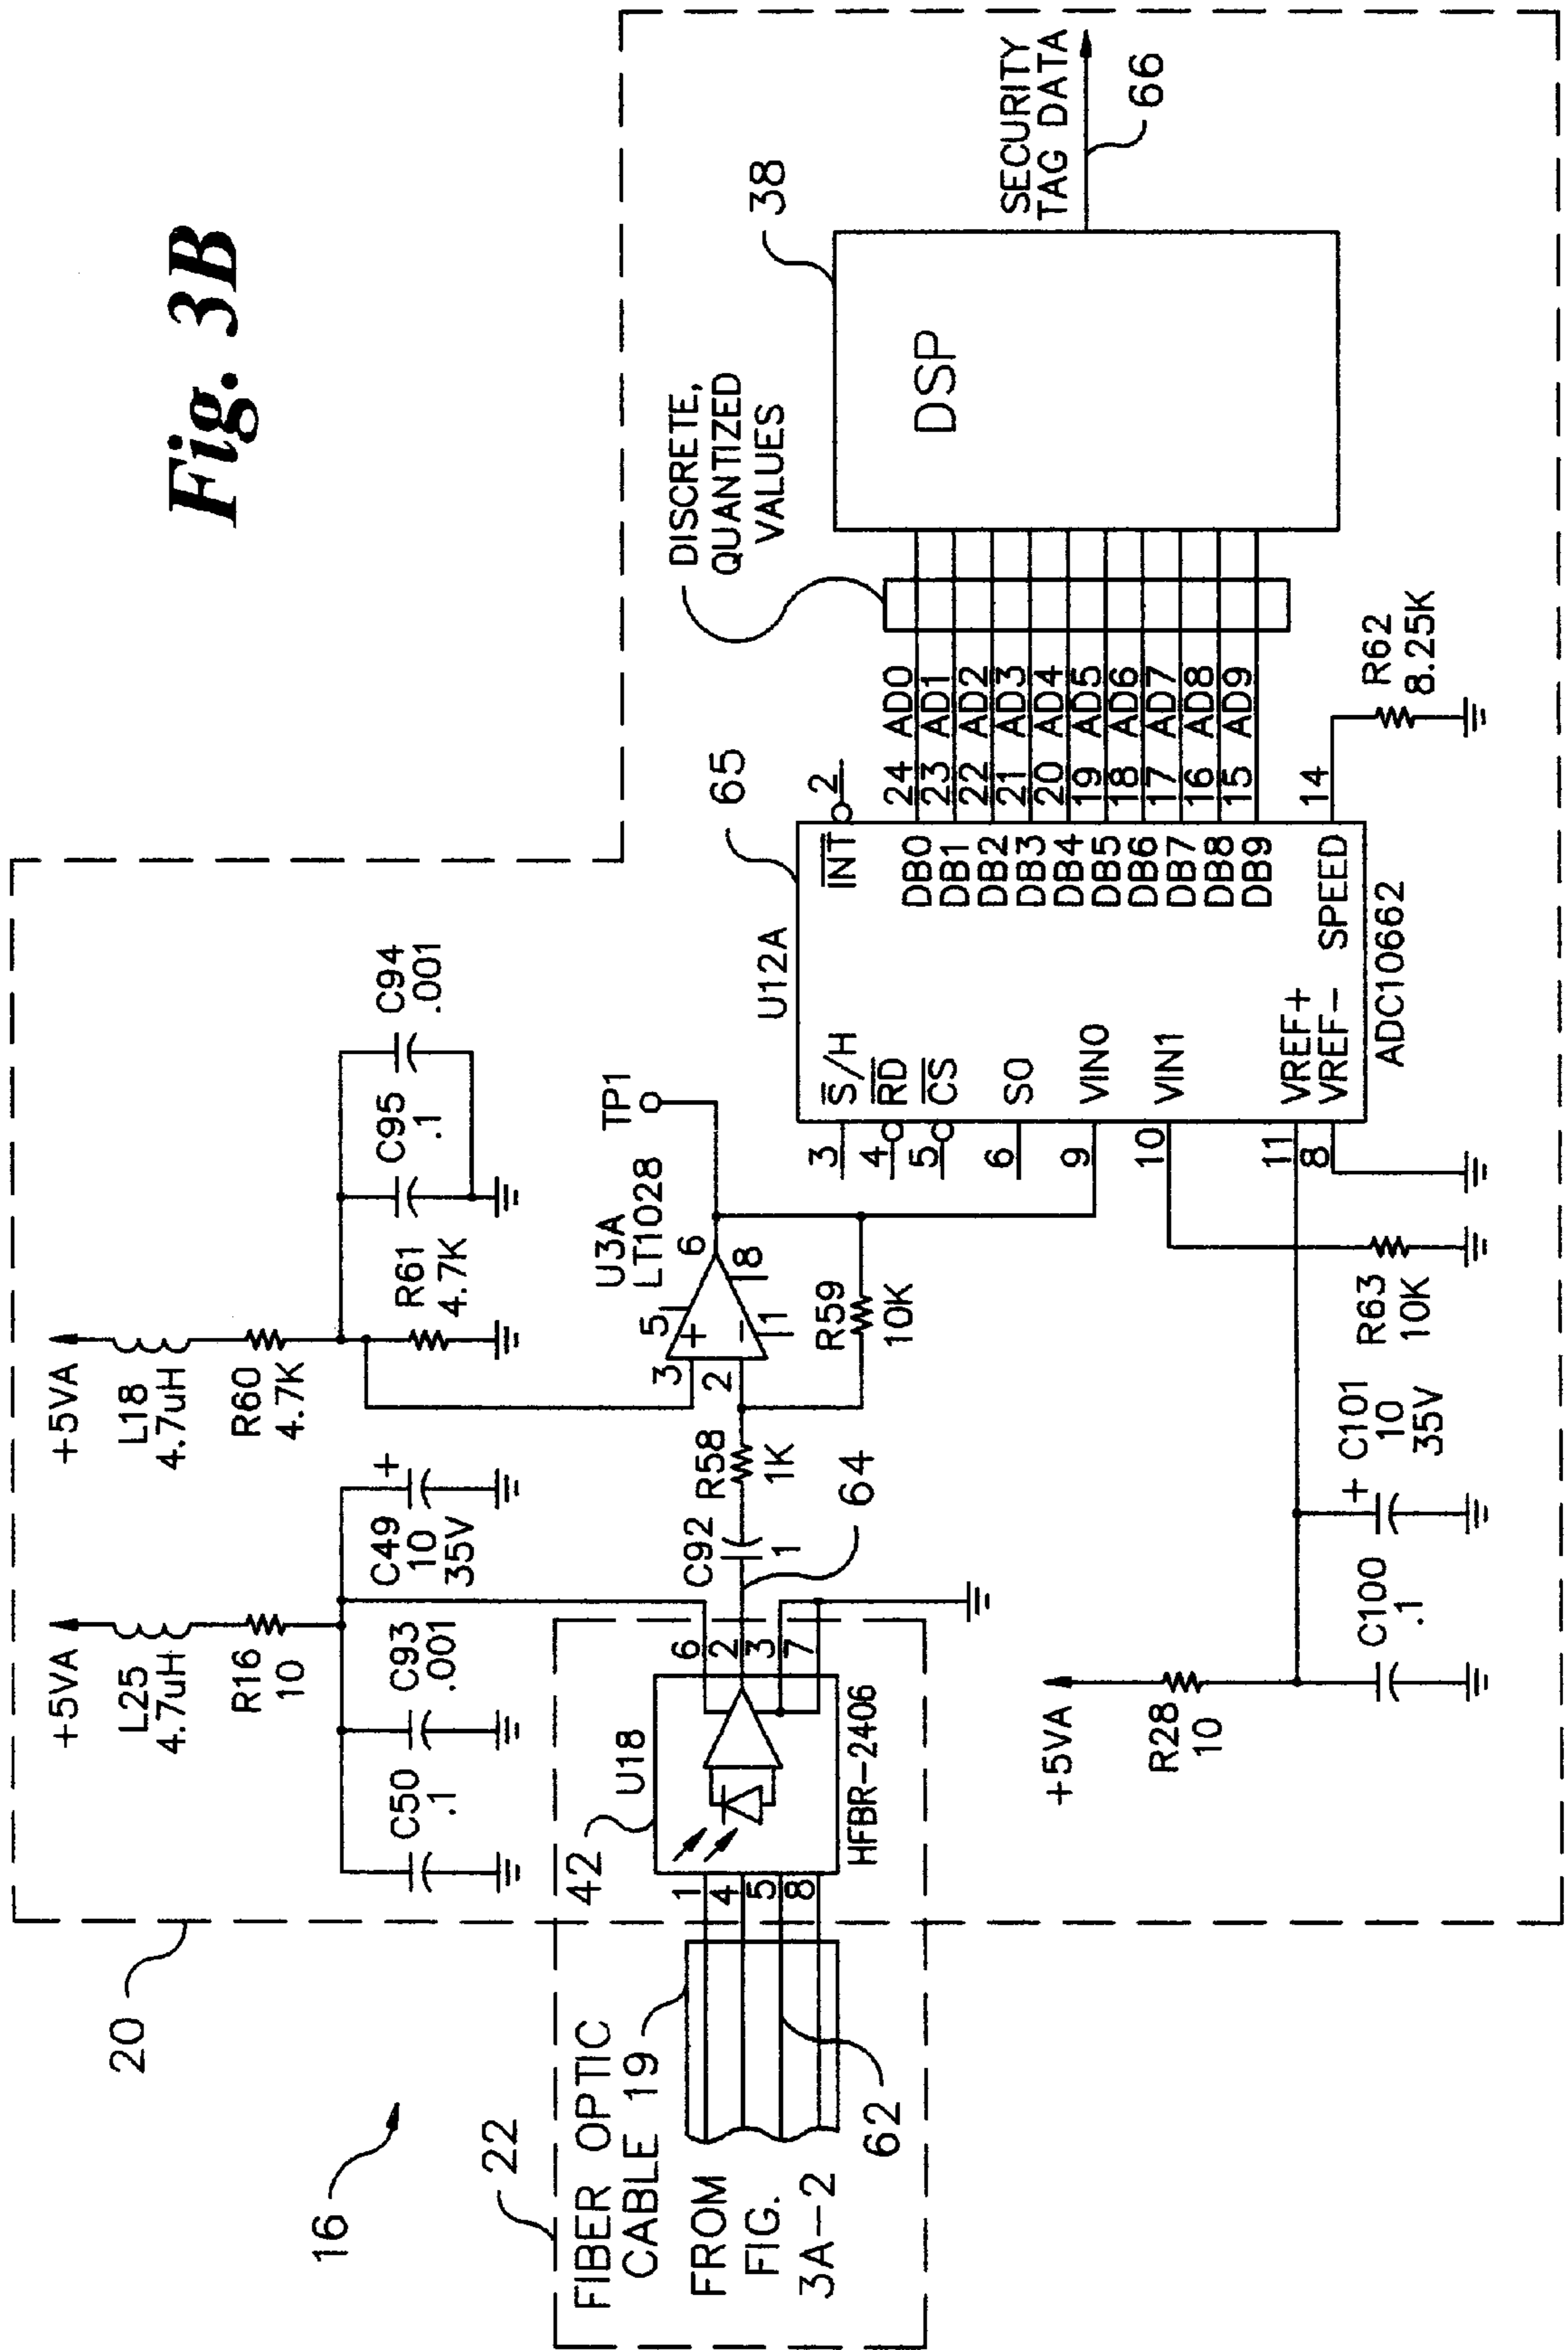 Fig. 3B
20
16
22
+5VA
L25
4.7uH
R16
10
C50
.1
C93
.001
C49
10
35V
+
+5VA
L18
4.7uH
R60
4.7K
R61
4.7K
C95
.1
C94
.001
FIBER OPTIC
CABLE 19
FROM
FIG.
3A-2
62
42
U18
1
4
5
8
6
2
3
7
HFBR-2406
64
C92
1
R58
1K
U3A
LT1028
3
2
5
6
8
1
+
-
TP1
R59
10K
65
U12A
3
4
5
6
9
10
11
8
S/H
RD
CS
SO
VIN0
VIN1
VREF+
VREF-
INT
DB0
DB1
DB2
DB3
DB4
DB5
DB6
DB7
DB8
DB9
SPEED
ADC10662
2
24 AD0
23 AD1
22 AD2
21 AD3
20 AD4
19 AD5
18 AD6
17 AD7
16 AD8
15 AD9
14
R62
8.25K
DISCRETE,
QUANTIZED
VALUES
38
DSP
SECURITY
TAG DATA
66
+5VA
R28
10
C100
.1
C101
10
35V
+
R63
10K